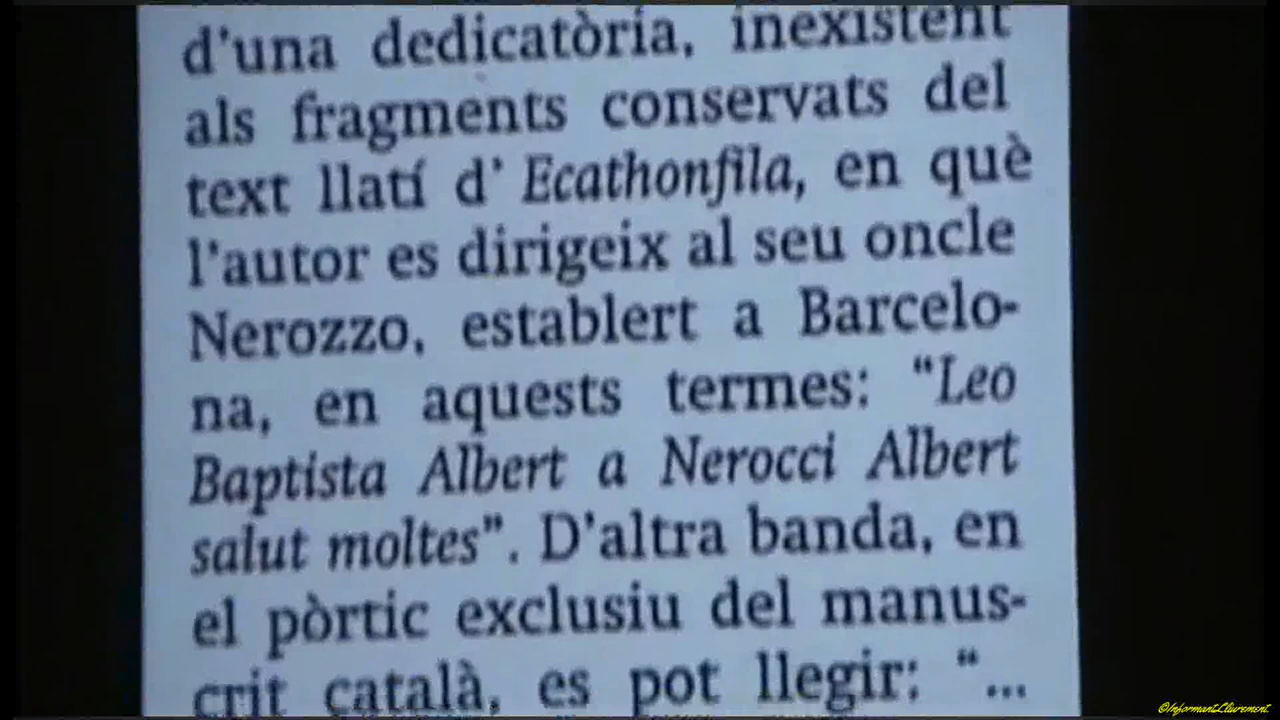 d'una dedicatòria, inexistent
als fragments conservats del
text llatí d' Ecathonfila, en què
l'autor es dirigeix al seu oncle
Nerozzo, establert a Barcelo-
na, en aquests termes: “Leo
Baptista Albert a Nerocci Albert
salut moltes”. D'altra banda, en
el pòrtic exclusiu del manus-
crit català, es pot llegir: “...
©InformantLliurement